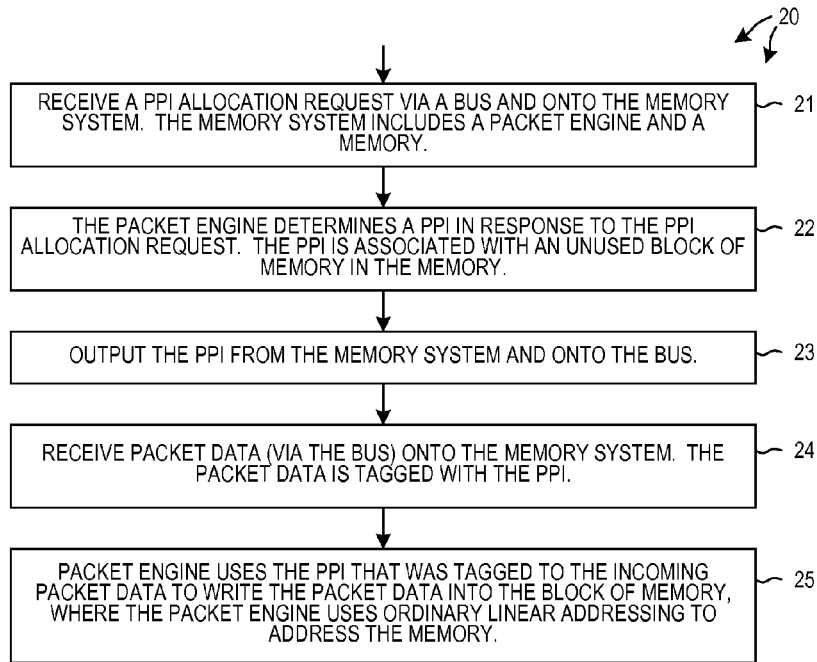 20
RECEIVE A PPI ALLOCATION REQUEST VIA A BUS AND ONTO THE MEMORY
SYSTEM. THE MEMORY SYSTEM INCLUDES A PACKET ENGINE AND A
MEMORY.
21
THE PACKET ENGINE DETERMINES A PPI IN RESPONSE TO THE PPI
ALLOCATION REQUEST. THE PPI IS ASSOCIATED WITH AN UNUSED BLOCK OF
MEMORY IN THE MEMORY.
22
OUTPUT THE PPI FROM THE MEMORY SYSTEM AND ONTO THE BUS.
23
RECEIVE PACKET DATA (VIA THE BUS) ONTO THE MEMORY SYSTEM. THE
PACKET DATA IS TAGGED WITH THE PPI.
24
PACKET ENGINE USES THE PPI THAT WAS TAGGED TO THE INCOMING
PACKET DATA TO WRITE THE PACKET DATA INTO THE BLOCK OF MEMORY,
WHERE THE PACKET ENGINE USES ORDINARY LINEAR ADDRESSING TO
ADDRESS THE MEMORY.
25